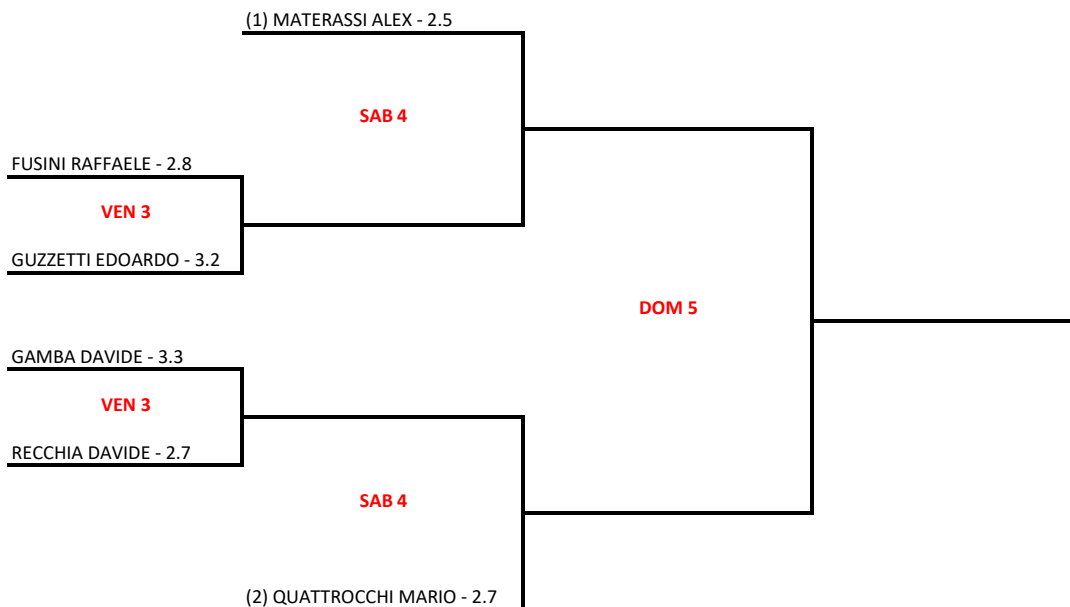 (1) MATERASSI ALEX - 2.5
SAB 4
FUSINI RAFFAELE - 2.8
VEN 3
GUZZETTI EDOARDO - 3.2
DOM 5
GAMBA DAVIDE - 3.3
VEN 3
RECCHIA DAVIDE - 2.7
SAB 4
(2) QUATTROCCHI MARIO - 2.7